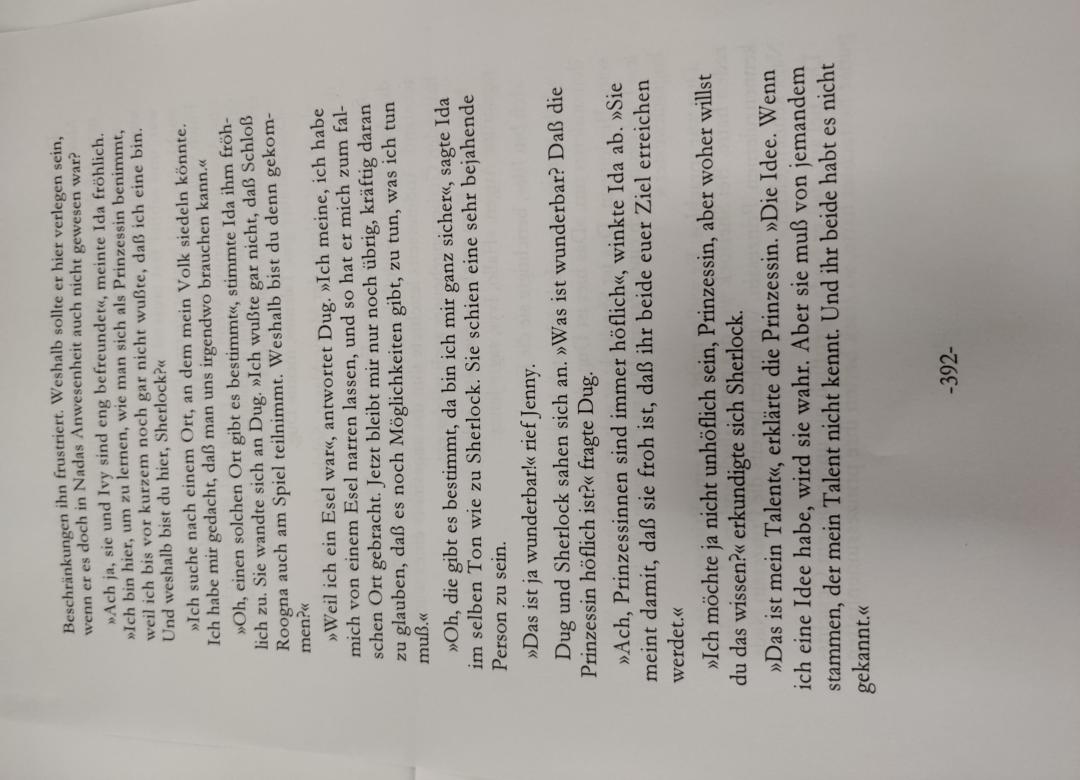 Beschränkungen ihn frustriert. Weshalb sollte er hier verlegen sein,
wenn er es doch in Nadas Anwesenheit auch nicht gewesen war?
»Ach ja, sie und Ivy sind eng befreundet«, meinte Ida fröhlich.
»Ich bin hier, um zu lernen, wie man sich als Prinzessin benimmt,
weil ich bis vor kurzem noch gar nicht wußte, daß ich eine bin.
Und weshalb bist du hier, Sherlock?«
»Ich suche nach einem Ort, an dem mein Volk siedeln könnte.
Ich habe mir gedacht, daß man uns irgendwo brauchen kann.«
»Oh, einen solchen Ort gibt es bestimmt«, stimmte Ida ihm fröh-
lich zu. Sie wandte sich an Dug. »Ich wußte gar nicht, daß Schloß
Roogna auch am Spiel teilnimmt. Weshalb bist du denn gekom-
men?«
»Weil ich ein Esel war«, antwortet Dug. »Ich meine, ich habe
mich von einem Esel narren lassen, und so hat er mich zum fal-
schen Ort gebracht. Jetzt bleibt mir nur noch übrig, kräftig daran
zu glauben, daß es noch Möglichkeiten gibt, zu tun, was ich tun
muß.«
»Oh, die gibt es bestimmt, da bin ich mir ganz sicher«, sagte Ida
im selben Ton wie zu Sherlock. Sie schien eine sehr bejahende
Person zu sein.
»Das ist ja wunderbar!« rief Jenny.
Dug und Sherlock sahen sich an. »Was ist wunderbar? Daß die
Prinzessin höflich ist?« fragte Dug.
»Ach, Prinzessinnen sind immer höflich«, winkte Ida ab. »Sie
meint damit, daß sie froh ist, daß ihr beide euer Ziel erreichen
werdet.«
»Ich möchte ja nicht unhöflich sein, Prinzessin, aber woher willst
du das wissen?« erkundigte sich Sherlock.
»Das ist mein Talent«, erklärte die Prinzessin. »Die Idee. Wenn
ich eine Idee habe, wird sie wahr. Aber sie muß von jemandem
stammen, der mein Talent nicht kennt. Und ihr beide habt es nicht
gekannt.«
-392-